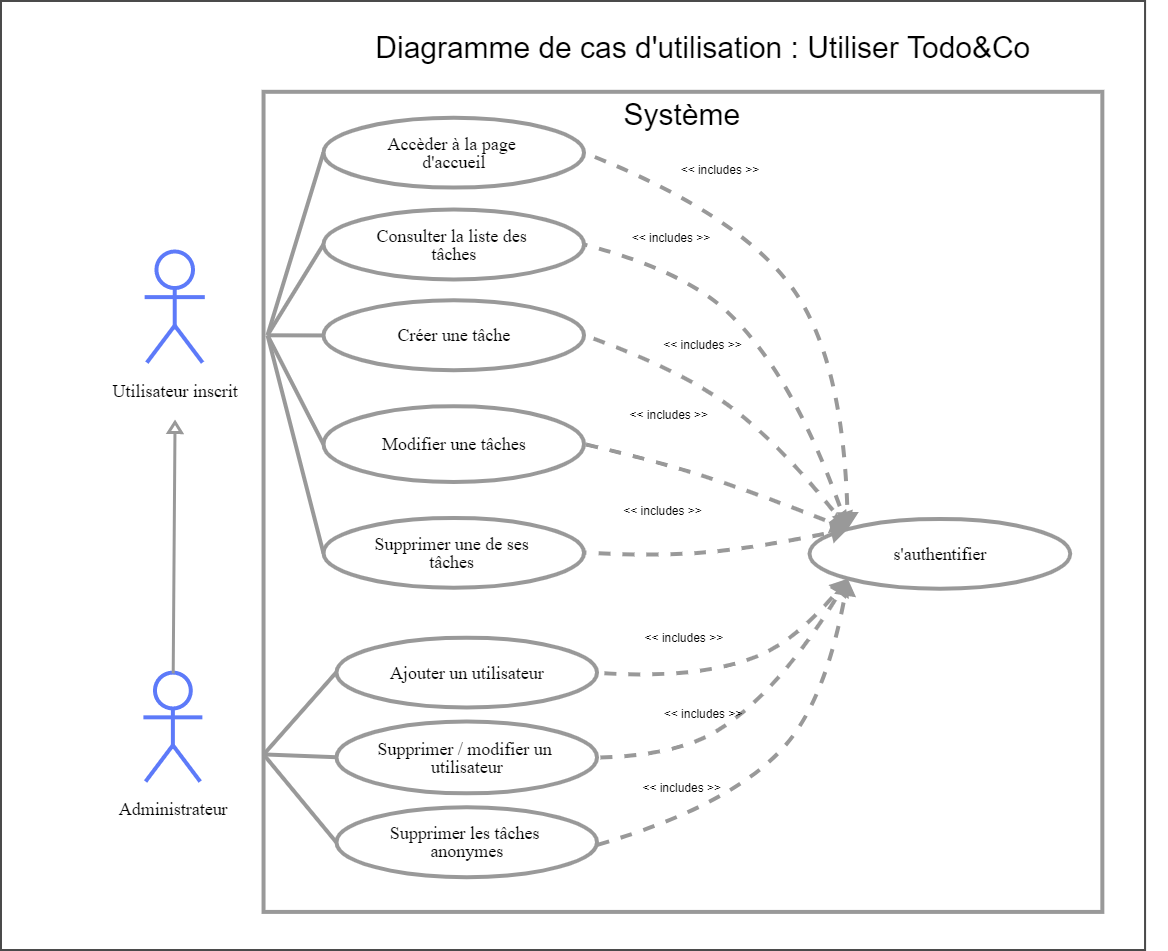 Diagramme de cas d'utilisation : Utiliser Todo&Co
Système
Accèder à la page
d'accueil
<< includes >>
Consulter la liste des
tâches
<< includes >>
Créer une tâche
<< includes >>
Utilisateur inscrit
Modifier une tâches
<< includes >>
Supprimer une de ses
tâches
<< includes >>
s'authentifier
Ajouter un utilisateur
<< includes >>
Supprimer / modifier un
utilisateur
<< includes >>
Administrateur
Supprimer les tâches
anonymes
<< includes >>